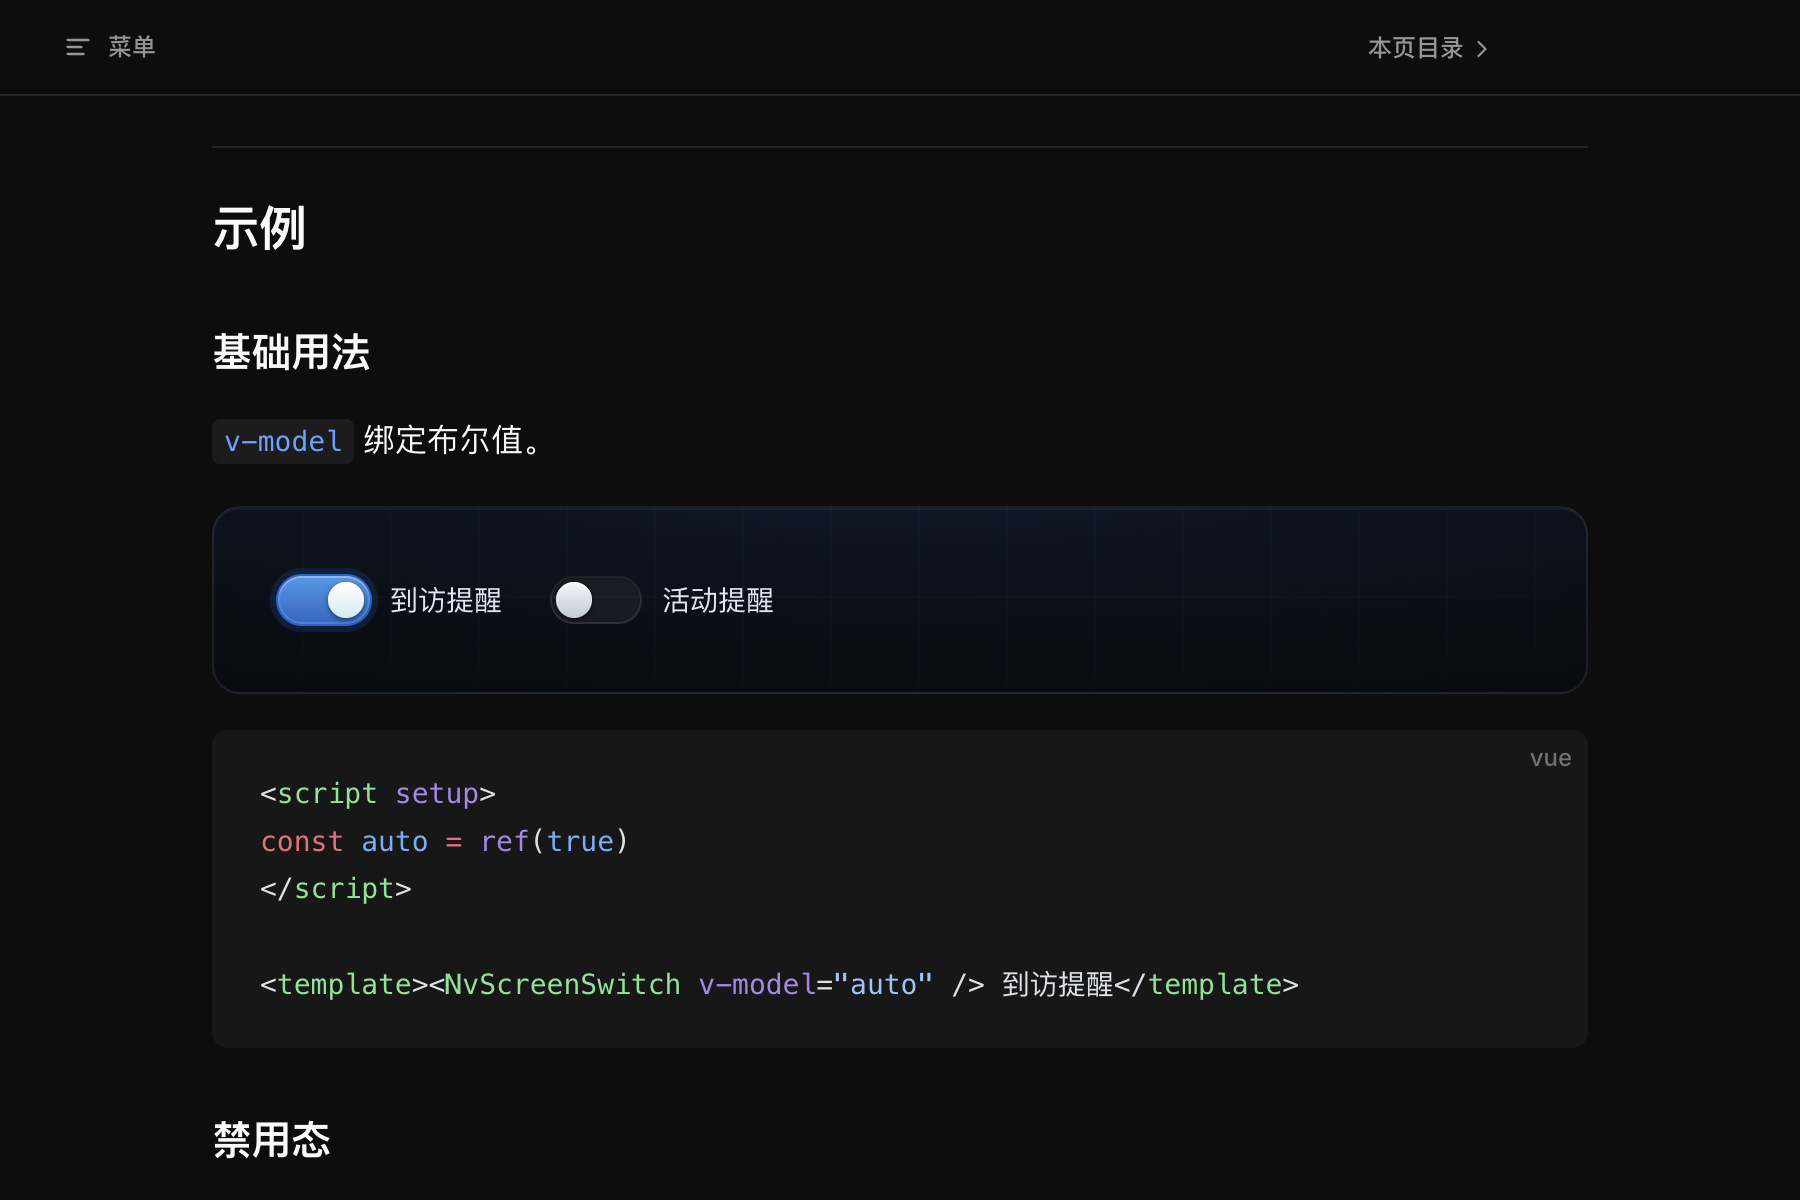 菜单
本页目录
示例
基础用法
v-model 绑定布尔值。
到访提醒 活动提醒
vue
<script setup>
const auto = ref(true)
</script>
<template><NvScreenSwitch v-model="auto" /> 到访提醒</template>
禁用态